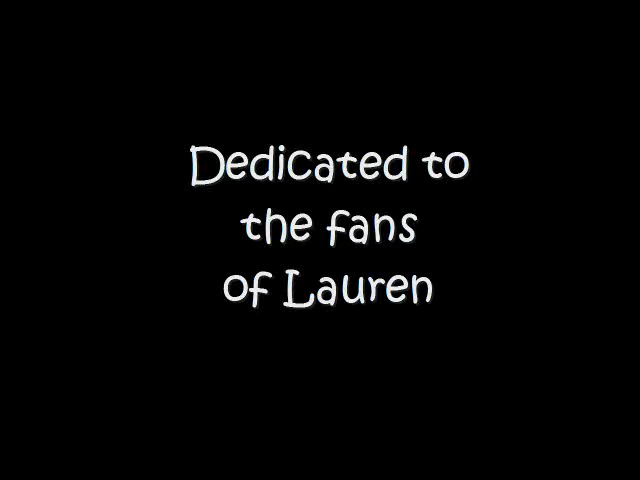 Dedicated to
the fans
of Lauren